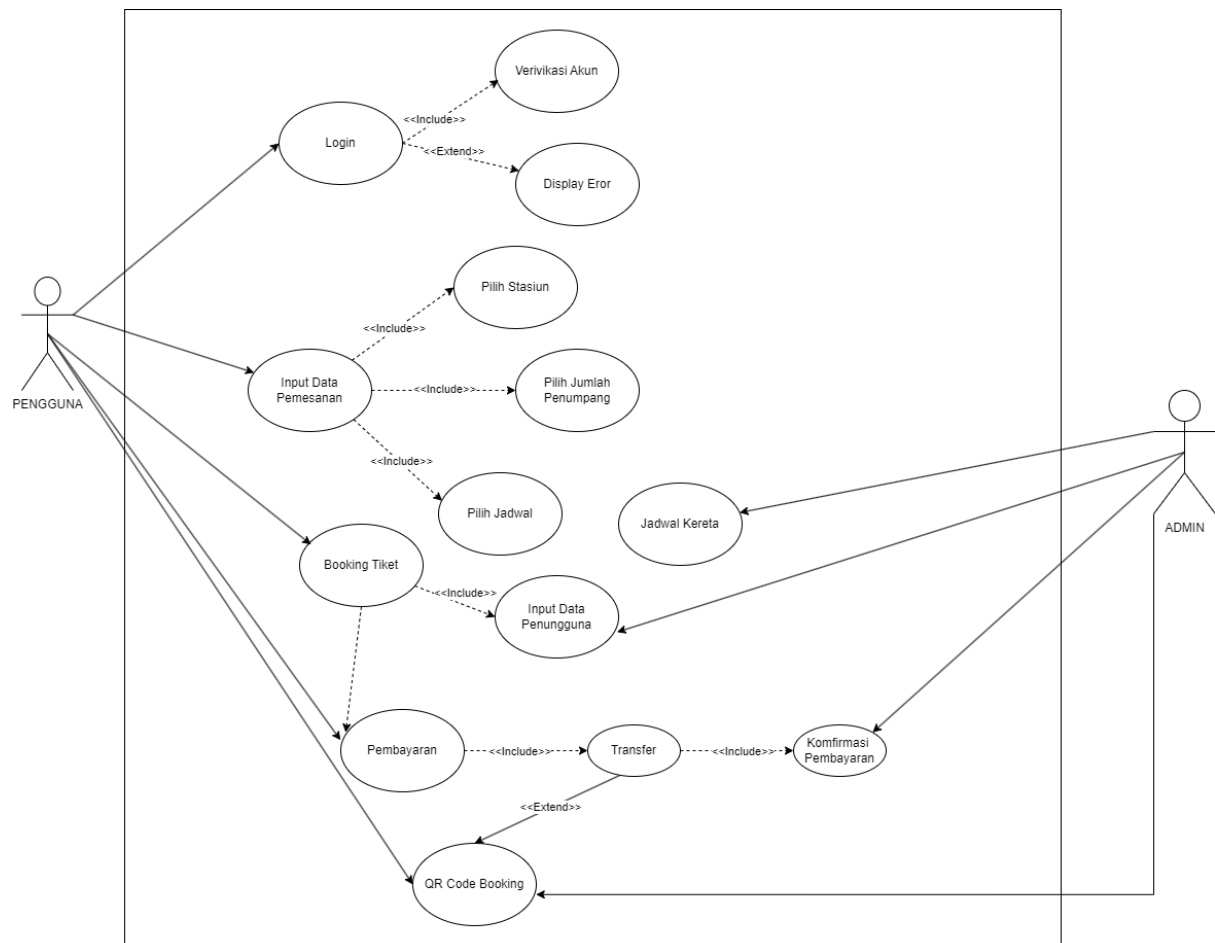 Verivikasi Akun
<<Include>>
Login
<<Extend>>
Display Eror
Pilih Stasiun
<<Include>>
PENGGUNA
Input Data
Pemesanan
<<Include>>
Pilih Jumlah
Penumpang
<<Include>>
Pilih Jadwal
Jadwal Kereta
ADMIN
Booking Tiket
<<Include>>
Input Data
Penungguna
Pembayaran
<<Include>>
Transfer
<<Include>>
Komfirmasi
Pembayaran
<<Extend>>
QR Code Booking